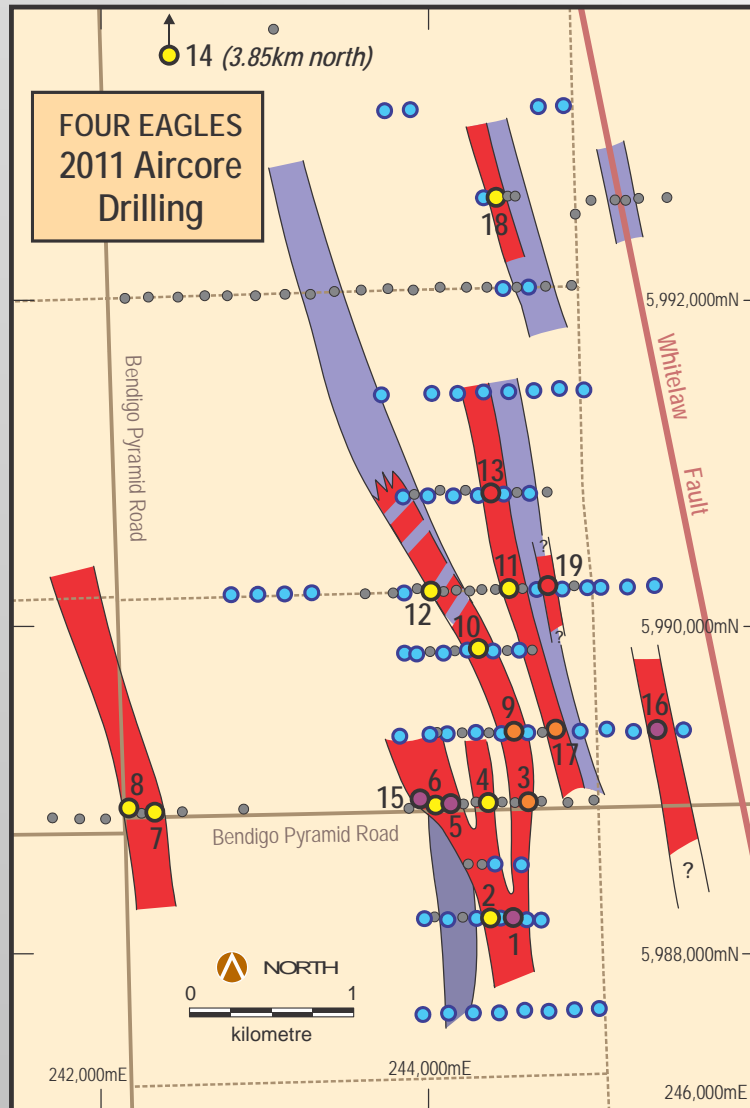 14 (3.85km north)
FOUR EAGLES
2011 Aircore
Drilling
18
5,992,000mN
Whitelaw
Fault
Bendigo Pyramid Road
13
?
11
19
12
?
5,990,000mN
10
9
16
17
8
7
15
6
5
4
3
Bendigo Pyramid Road
?
2
1
5,988,000mN
NORTH
0 1
kilometre
242,000mE
244,000mE
246,000mE